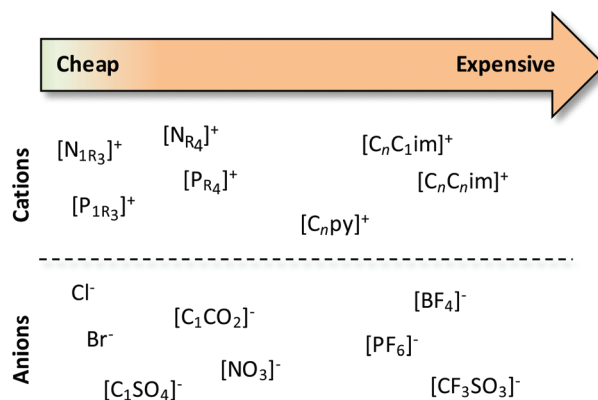 Cheap Expensive
Cations
[N1R3]+
[NR4]+
[CnC1im]+
[PR4]+
[CnCnim]+
[P1R3]+
[Cnpy]+
Anions
Cl-
[BF4]-
[C1CO2]-
Br-
[PF6]-
[NO3]-
[C1SO4]-
[CF3SO3]-